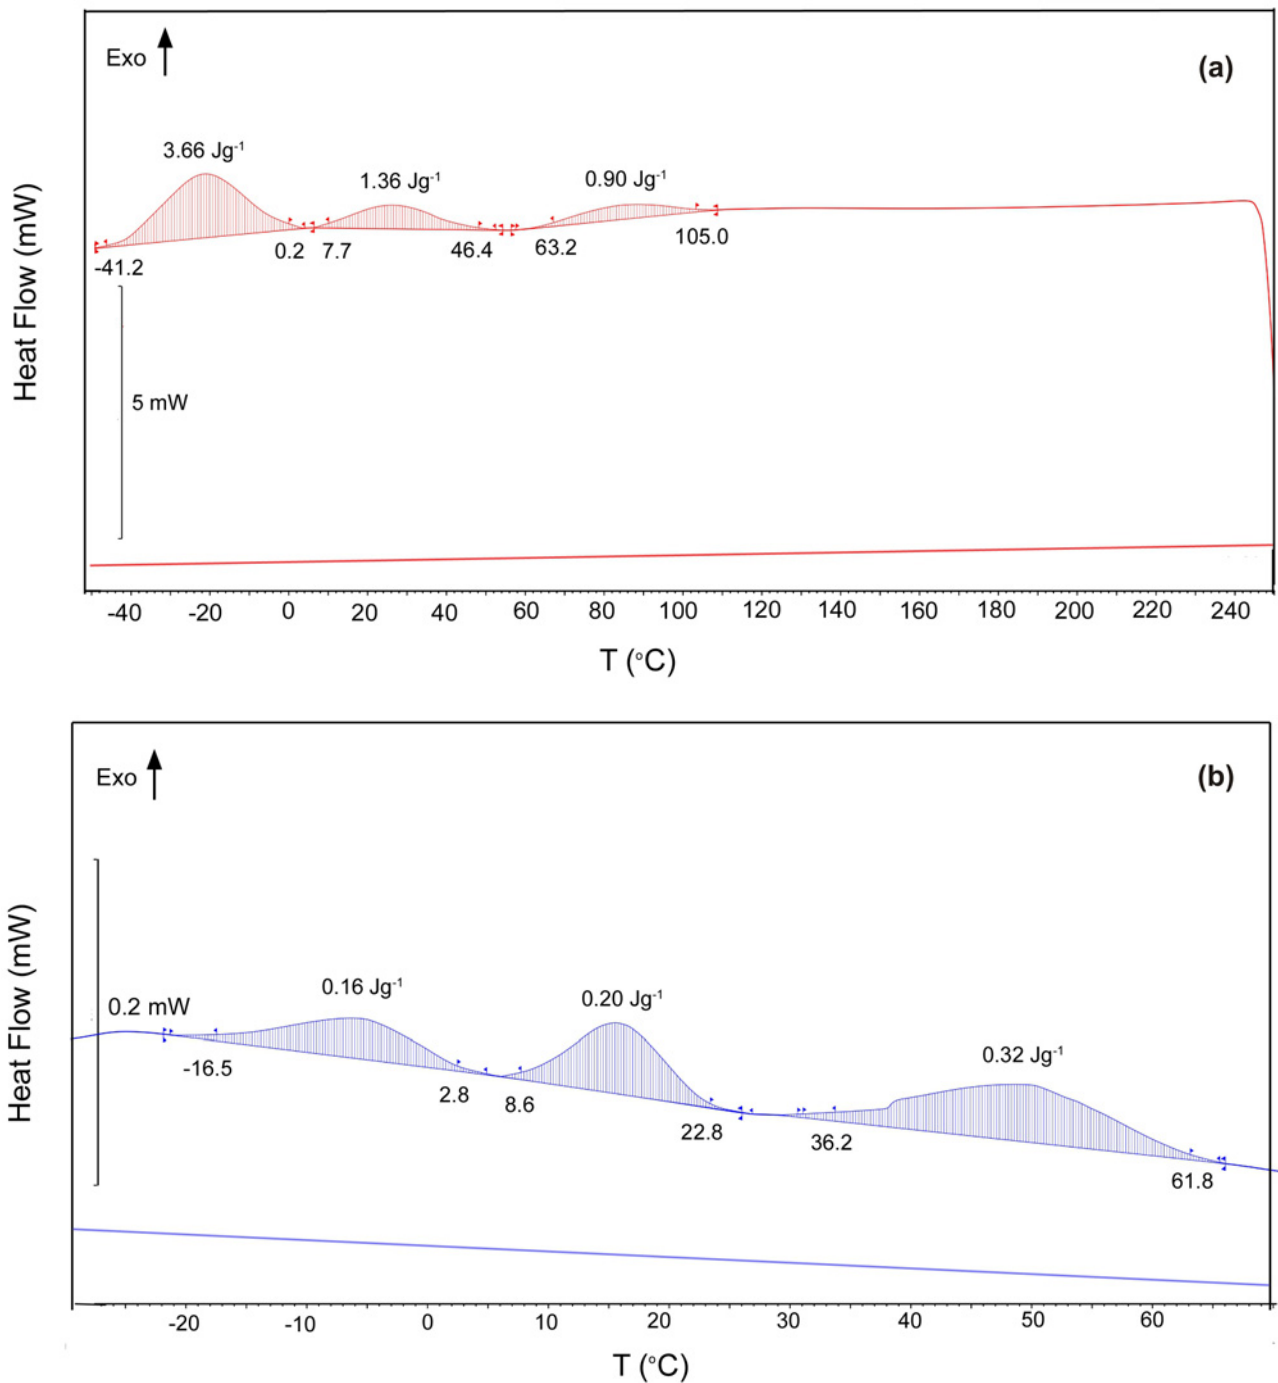 Exo
(a)
3.66 Jg⁻¹
1.36 Jg⁻¹
0.90 Jg⁻¹
-41.2
0.2
7.7
46.4
63.2
105.0
Heat Flow (mW)
5 mW
-40 -20 0 20 40 60 80 100 120 140 160 180 200 220 240
T (°C)
Exo
(b)
0.16 Jg⁻¹
0.20 Jg⁻¹
0.32 Jg⁻¹
0.2 mW
-16.5
2.8
8.6
22.8
36.2
61.8
Heat Flow (mW)
-20 -10 0 10 20 30 40 50 60
T (°C)